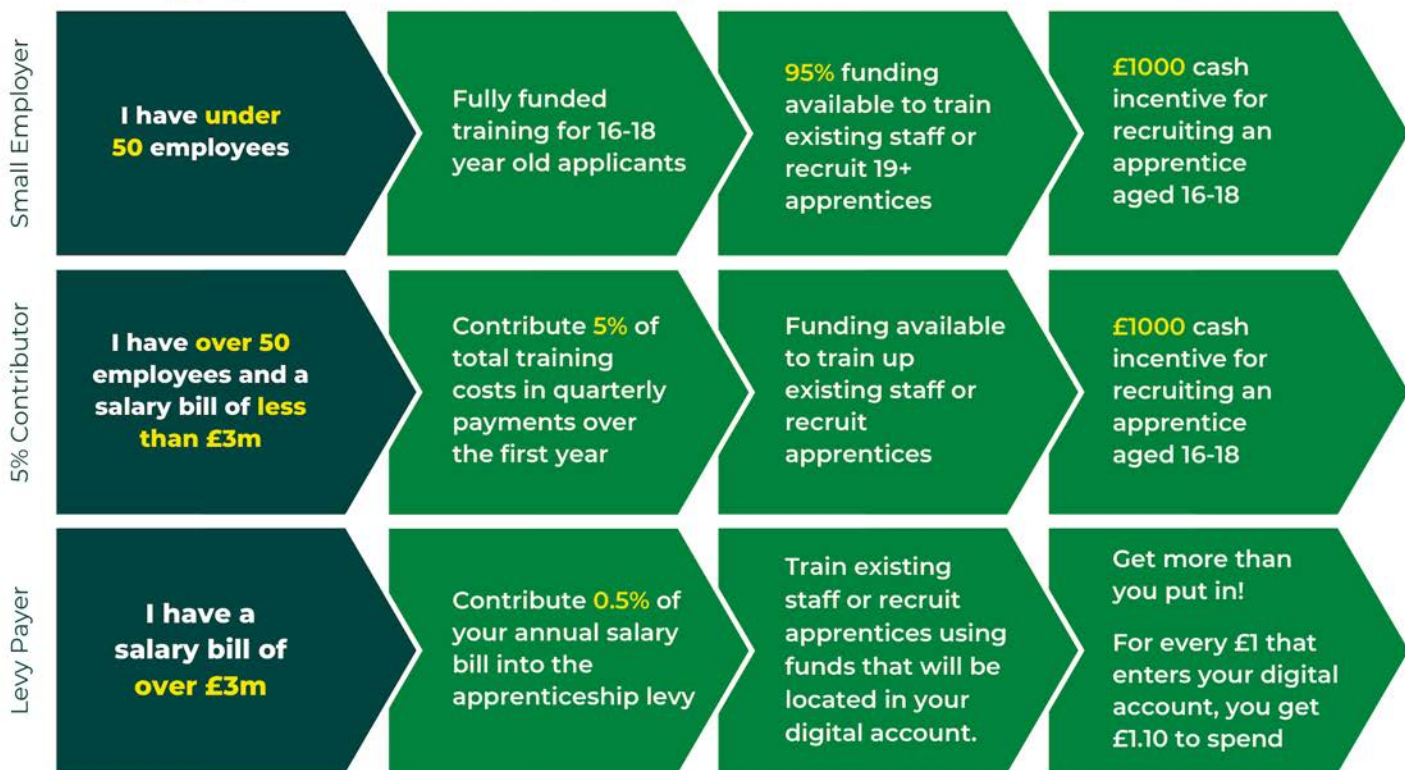 Small Employer
I have under
50 employees
Fully funded
training for 16-18
year old applicants
95% funding
available to train
existing staff or
recruit 19+
apprentices
£1000 cash
incentive for
recruiting an
apprentice
aged 16-18
5% Contributor
I have over 50
employees and a
salary bill of less
than £3m
Contribute 5% of
total training
costs in quarterly
payments over
the first year
Funding available
to train up
existing staff or
recruit
apprentices
£1000 cash
incentive for
recruiting an
apprentice
aged 16-18
Levy Payer
I have a
salary bill of
over £3m
Contribute 0.5% of
your annual salary
bill into the
apprenticeship levy
Train existing
staff or recruit
apprentices using
funds that will be
located in your
digital account.
Get more than
you put in!
For every £1 that
enters your digital
account, you get
£1.10 to spend